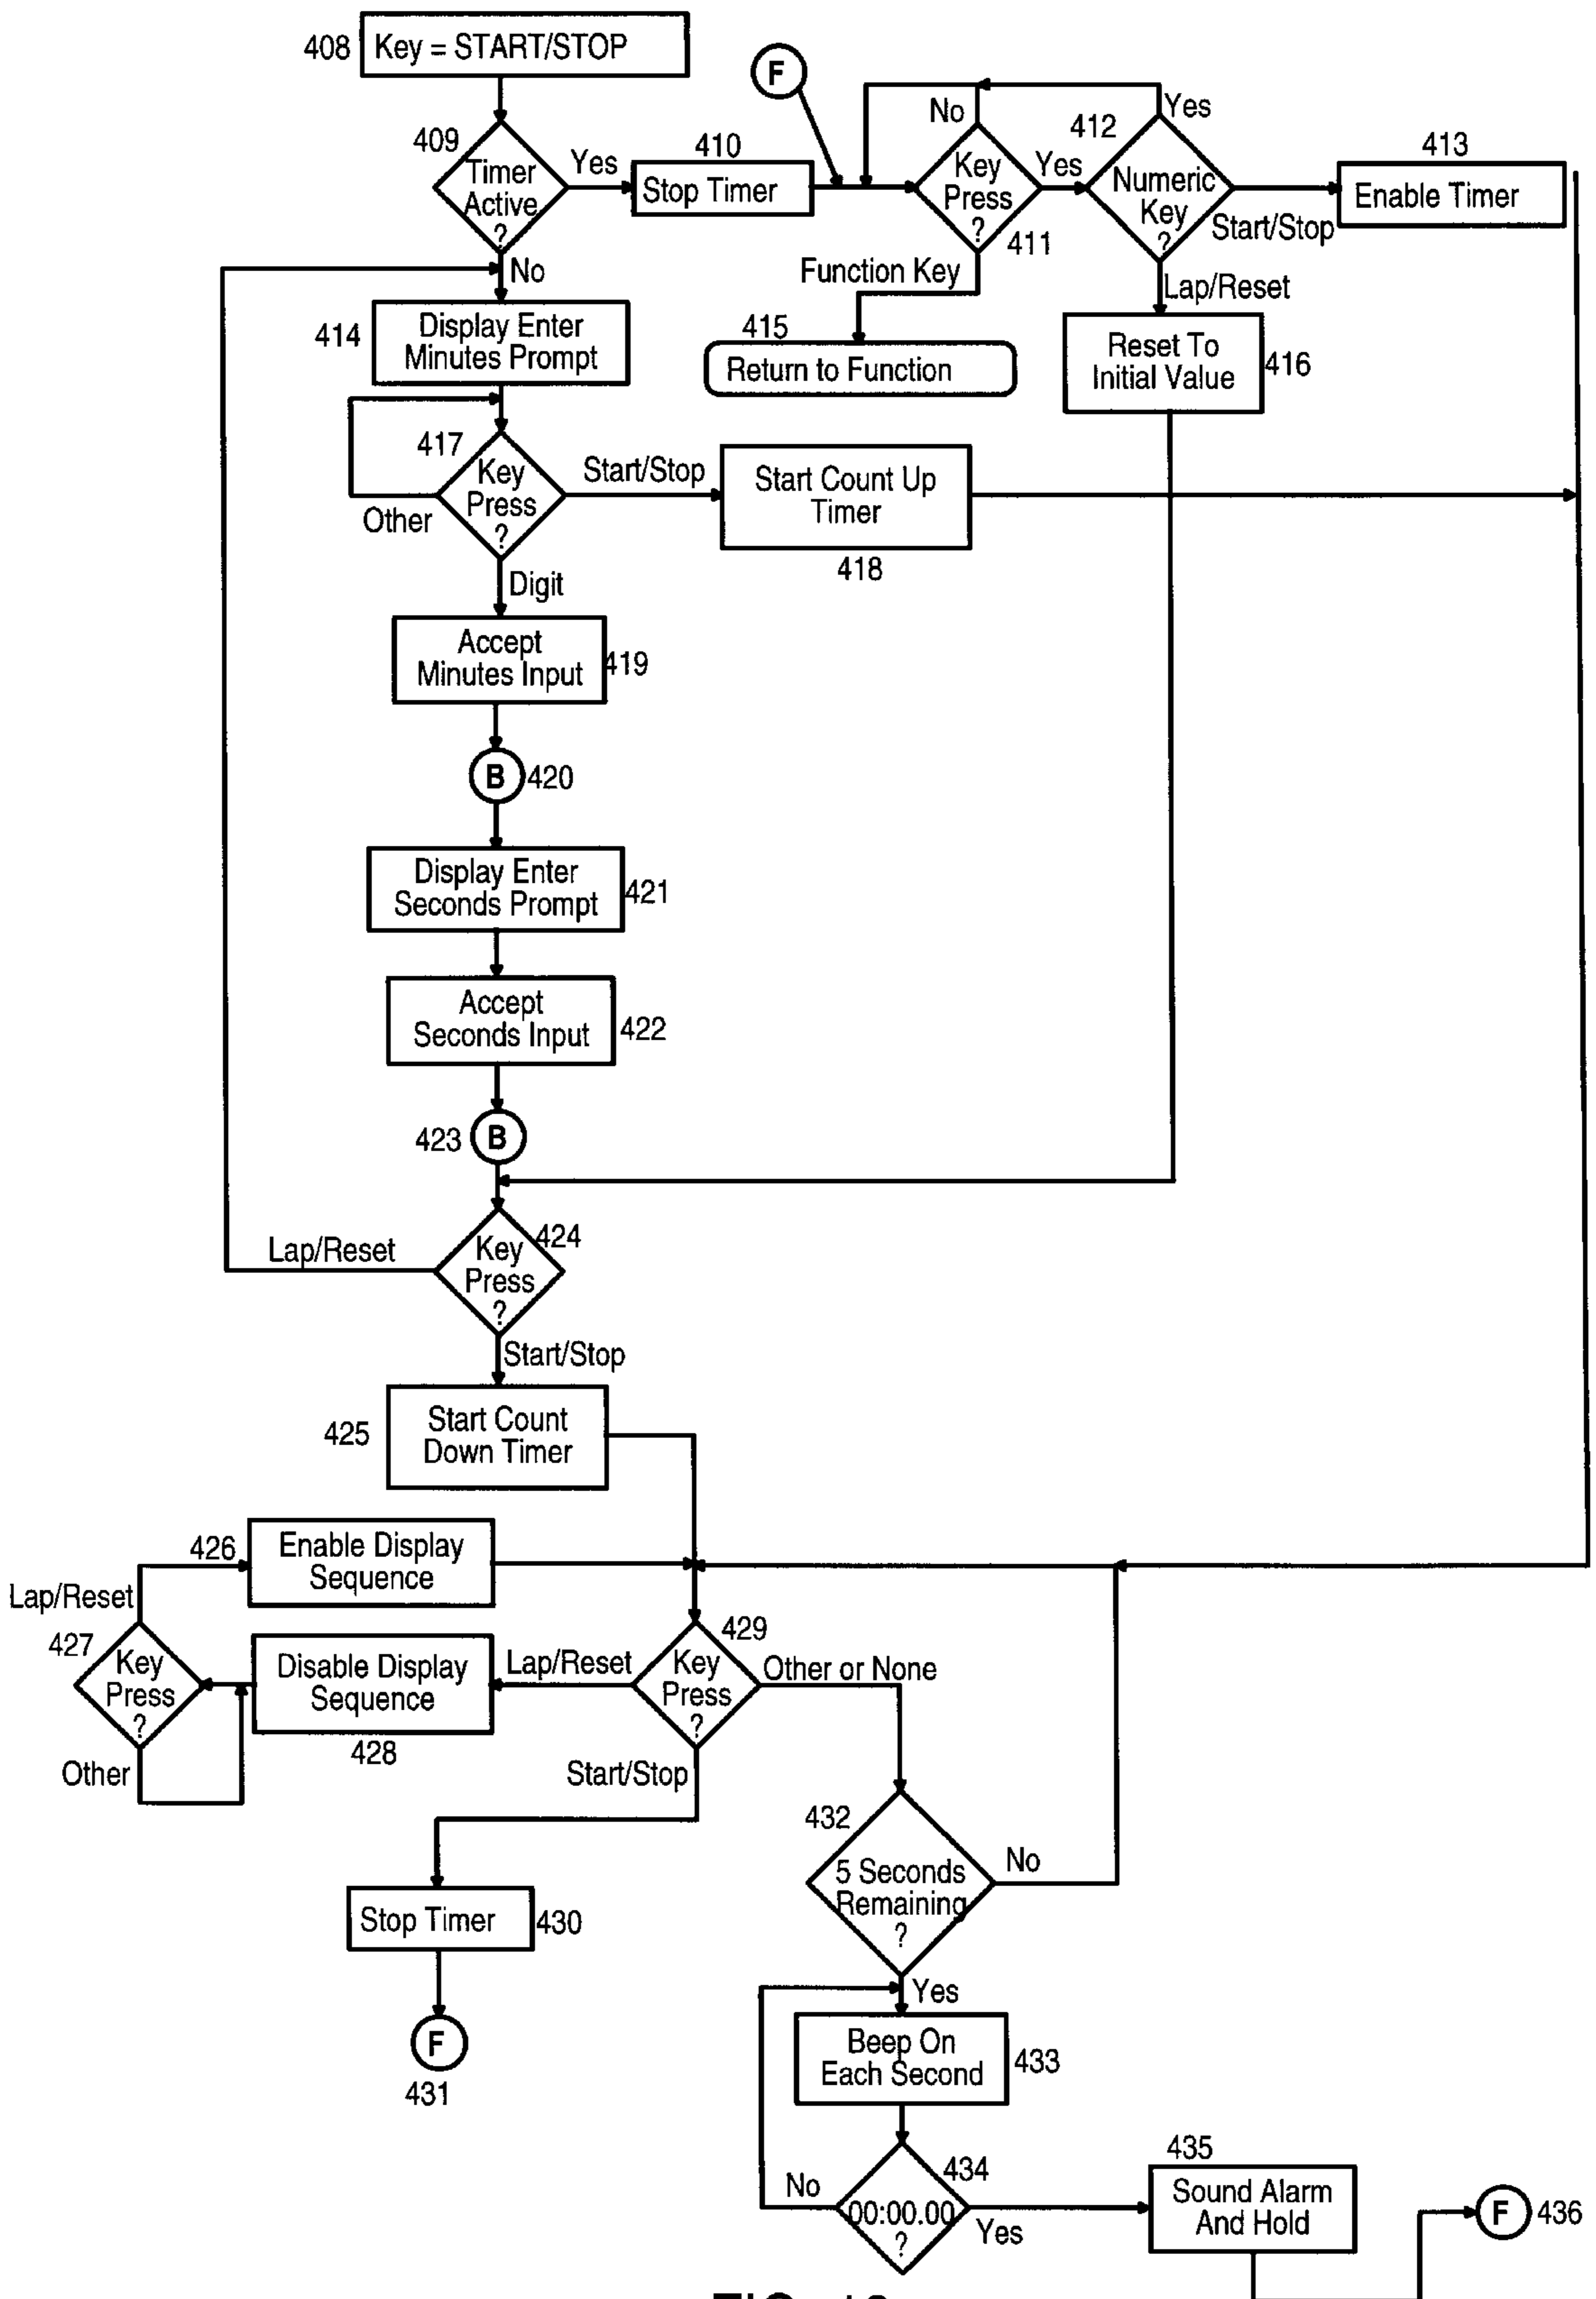 408
Key = START/STOP
F
409
Timer
Active
?
Yes
410
Stop Timer
No
Key
Press
?
411
Yes
412
Yes
Numeric
Key
?
Start/Stop
413
Enable Timer
No
Function Key
Lap/Reset
414
Display Enter
Minutes Prompt
415
Return to Function
Reset To
Initial Value
416
417
Key
Press
?
Start/Stop
Other
Start Count Up
Timer
418
Digit
Accept
Minutes Input
419
B
420
Display Enter
Seconds Prompt
421
Accept
Seconds Input
422
423
B
424
Key
Press
?
Lap/Reset
Start/Stop
425
Start Count
Down Timer
426
Enable Display
Sequence
Lap/Reset
427
Key
Press
?
Other
Disable Display
Sequence
428
Lap/Reset
429
Key
Press
?
Other or None
Start/Stop
432
5 Seconds
Remaining
?
No
Stop Timer
430
Yes
F
431
Beep On
Each Second
433
434
00:00.00
?
No
Yes
435
Sound Alarm
And Hold
F
436